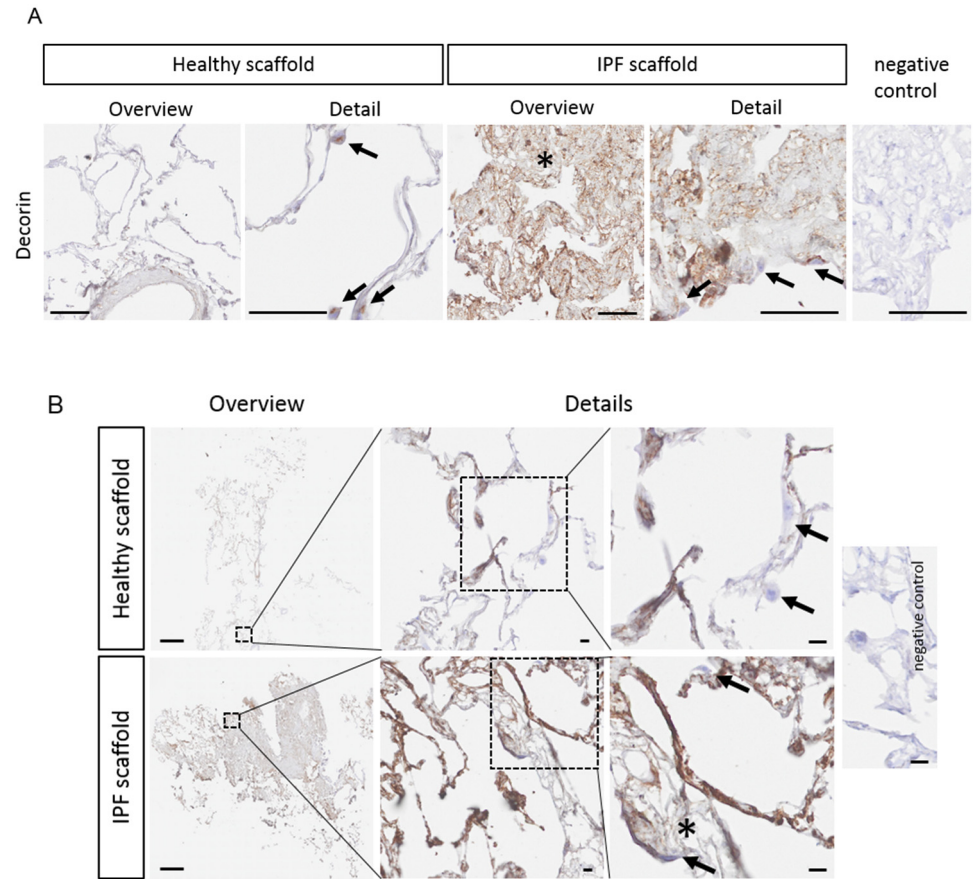 A
Healthy scaffold
IPF scaffold
negative
control
Overview
Detail
Overview
Detail
Decorin
*
B
Overview
Details
Healthy scaffold
negative control
IPF scaffold
*